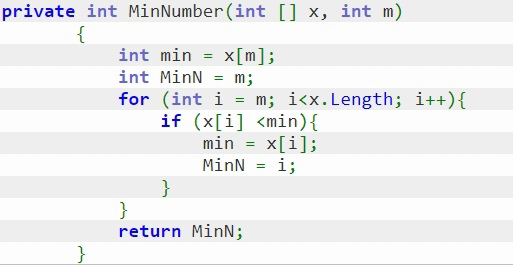 private int MinNumber(int [] x, int m)
{
int min = x[m];
int MinN = m;
for (int i = m; i<x.Length; i++){
if (x[i] <min){
min = x[i];
MinN = i;
}
}
return MinN;
}